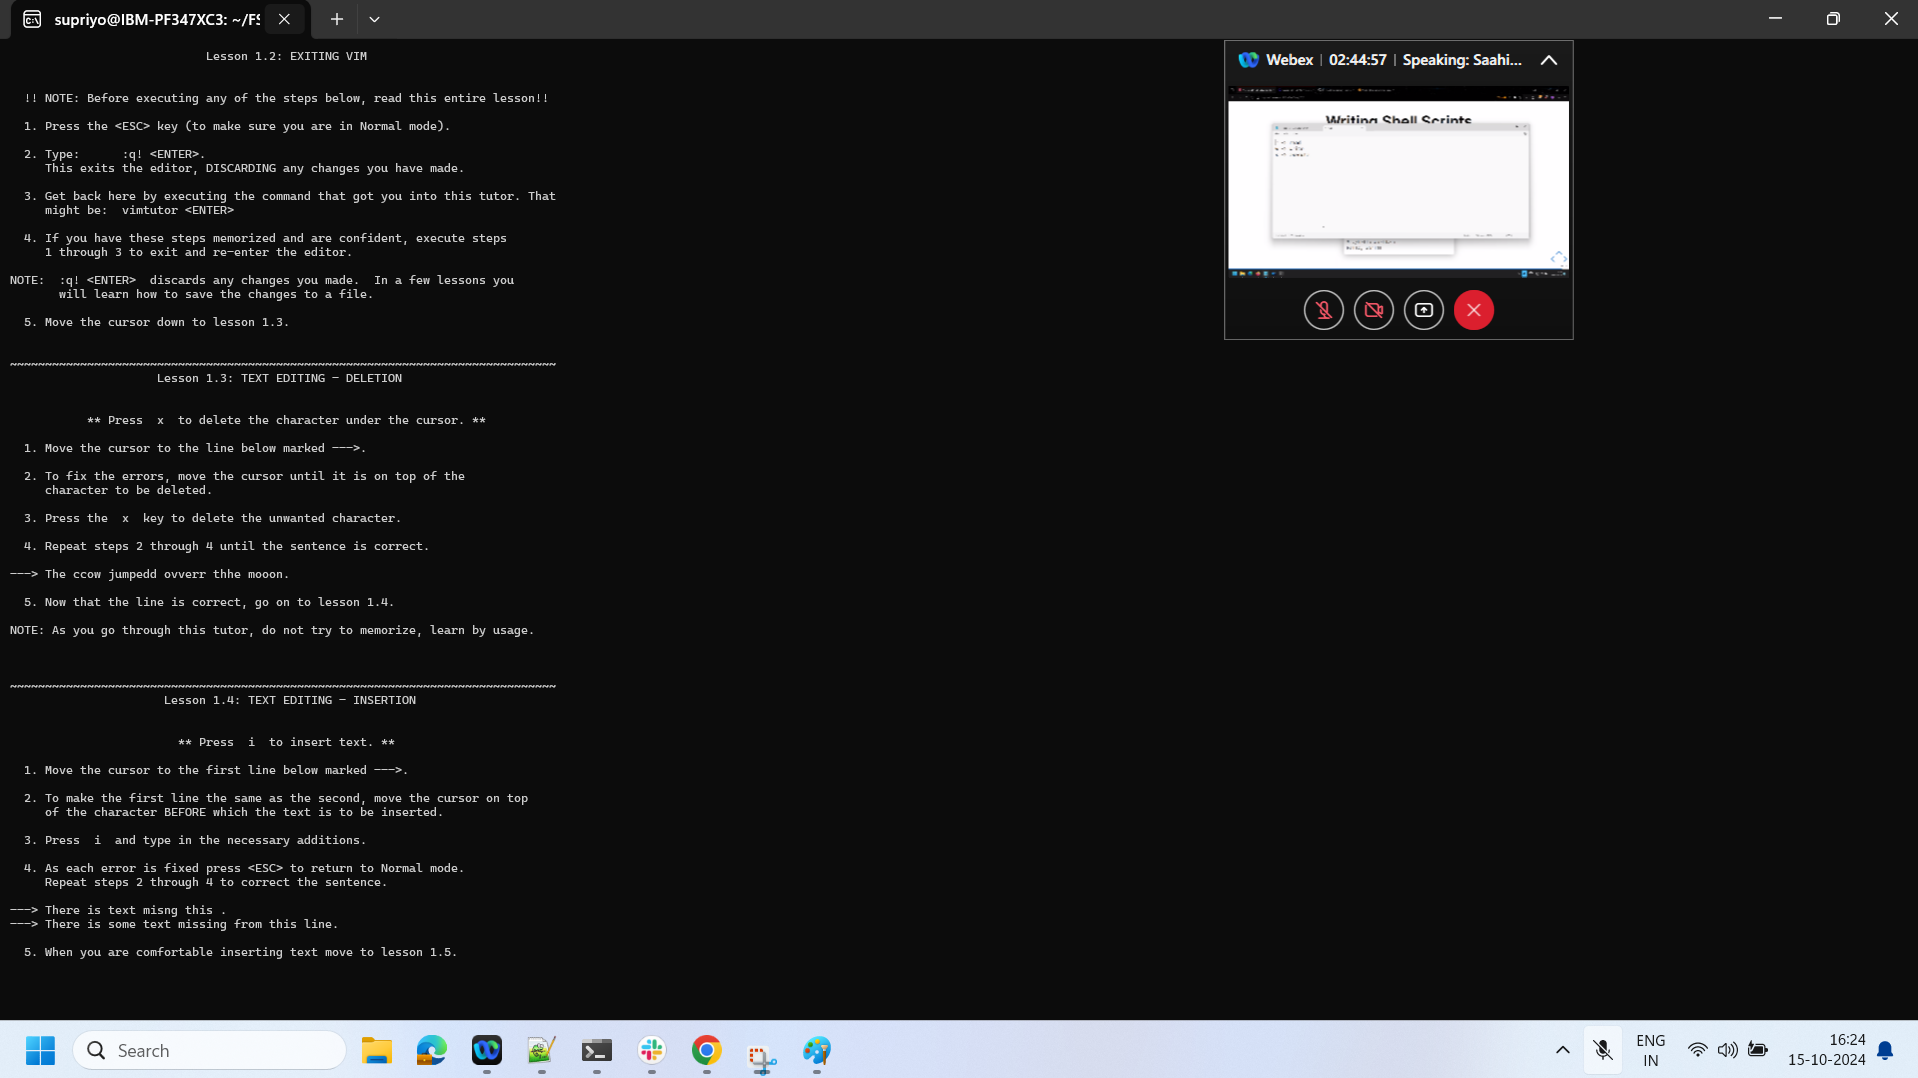 supriyo@IBM-PF347XC3: ~/FS
Lesson 1.2: EXITING VIM
!! NOTE: Before executing any of the steps below, read this entire lesson!!
1. Press the <ESC> key (to make sure you are in Normal mode).
2. Type: :q! <ENTER>.
This exits the editor, DISCARDING any changes you have made.
3. Get back here by executing the command that got you into this tutor. That
might be: vimtutor <ENTER>
4. If you have these steps memorized and are confident, execute steps
1 through 3 to exit and re-enter the editor.
NOTE: :q! <ENTER> discards any changes you made. In a few lessons you
will learn how to save the changes to a file.
5. Move the cursor down to lesson 1.3.
~~~~~~~~~~~~~~~~~~~~~~~~~~~~~~~~~~~~~~~~~~~~~~~~~~~~~~~~~~~~~~~~~~~~~~~~~~~~~~
Lesson 1.3: TEXT EDITING - DELETION
** Press x to delete the character under the cursor. **
1. Move the cursor to the line below marked --->.
2. To fix the errors, move the cursor until it is on top of the
character to be deleted.
3. Press the x key to delete the unwanted character.
4. Repeat steps 2 through 4 until the sentence is correct.
---> The ccow jumpedd ovverr thhe mooon.
5. Now that the line is correct, go on to lesson 1.4.
NOTE: As you go through this tutor, do not try to memorize, learn by usage.
~~~~~~~~~~~~~~~~~~~~~~~~~~~~~~~~~~~~~~~~~~~~~~~~~~~~~~~~~~~~~~~~~~~~~~~~~~~~~~
Lesson 1.4: TEXT EDITING - INSERTION
** Press i to insert text. **
1. Move the cursor to the first line below marked --->.
2. To make the first line the same as the second, move the cursor on top
of the character BEFORE which the text is to be inserted.
3. Press i and type in the necessary additions.
4. As each error is fixed press <ESC> to return to Normal mode.
Repeat steps 2 through 4 to correct the sentence.
---> There is text misng this .
---> There is some text missing from this line.
5. When you are comfortable inserting text move to lesson 1.5.
Webex | 02:44:57 | Speaking: Saahi...
Writing Shell Scripts
Search
ENG
IN
16:24
15-10-2024